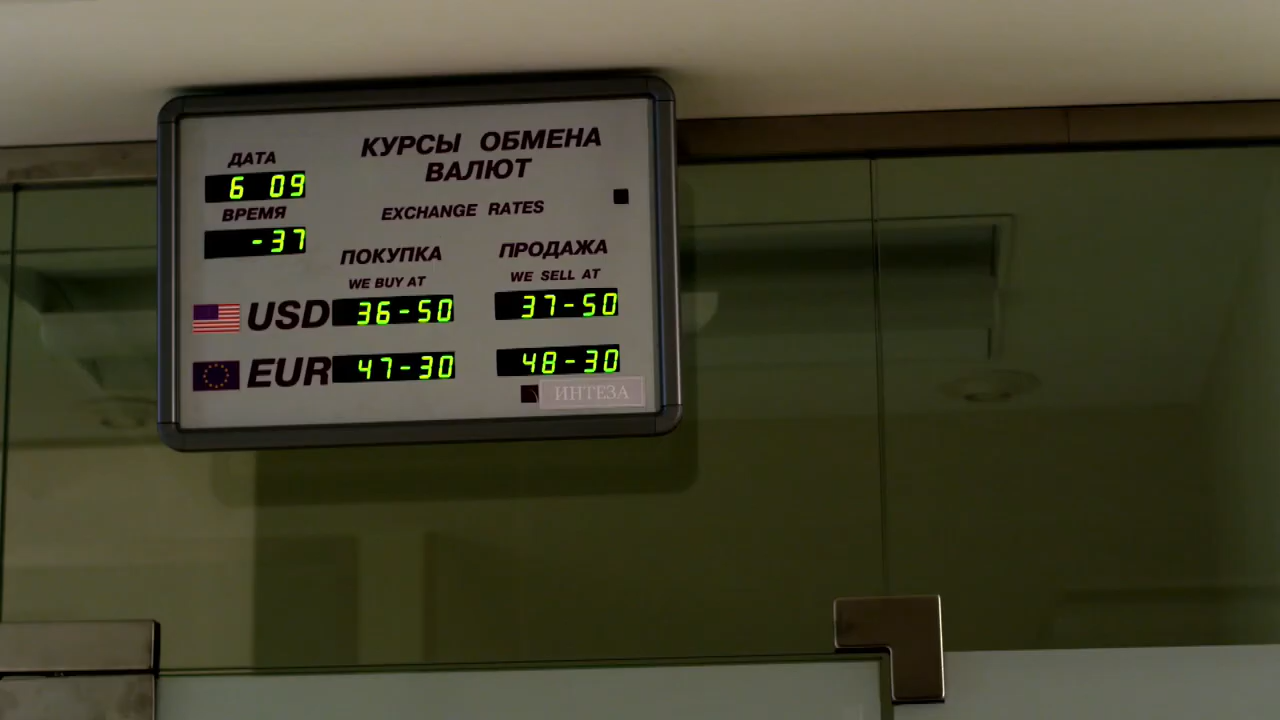 КУРСЫ ОБМЕНА
ВАЛЮТ
EXCHANGE RATES
ДАТА
6 09
ВРЕМЯ
-37
ПОКУПКА ПРОДАЖА
WE BUY AT WE SELL AT
USD 36-50 37-50
EUR 47-30 48-30
ИНТЕЗА